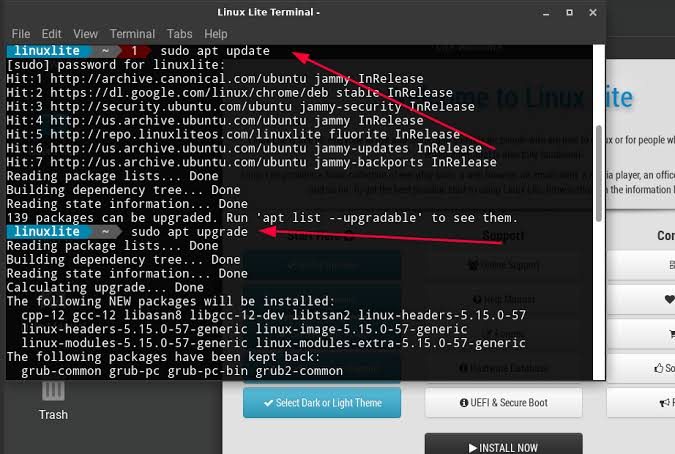 Linux Lite Terminal -
File Edit View Terminal Tabs Help
linuxlite ~ 1 sudo apt update
[sudo] password for linuxlite:
Hit:1 http://archive.canonical.com/ubuntu jammy InRelease
Hit:2 https://dl.google.com/linux/chrome/deb stable InRelease
Hit:3 http://security.ubuntu.com/ubuntu jammy-security InRelease
Hit:4 http://us.archive.ubuntu.com/ubuntu jammy InRelease
Hit:5 http://repo.linuxliteos.com/linuxlite fluorite InRelease
Hit:6 http://us.archive.ubuntu.com/ubuntu jammy-updates InRelease
Hit:7 http://us.archive.ubuntu.com/ubuntu jammy-backports InRelease
Reading package lists... Done
Building dependency tree... Done
Reading state information... Done
139 packages can be upgraded. Run 'apt list --upgradable' to see them.
linuxlite ~ sudo apt upgrade
Reading package lists... Done
Building dependency tree... Done
Reading state information... Done
Calculating upgrade... Done
The following NEW packages will be installed:
cpp-12 gcc-12 libasan8 libgcc-12-dev libtsan2 linux-headers-5.15.0-57
linux-headers-5.15.0-57-generic linux-image-5.15.0-57-generic
linux-modules-5.15.0-57-generic linux-modules-extra-5.15.0-57-generic
The following packages have been kept back:
grub-common grub-pc grub-pc-bin grub2-common
to Linux Lite
Start Here
Support
Con
Online Support
Help Manual
Hardware Database
Select Dark or Light Theme
UEFI & Secure Boot
INSTALL NOW
Trash